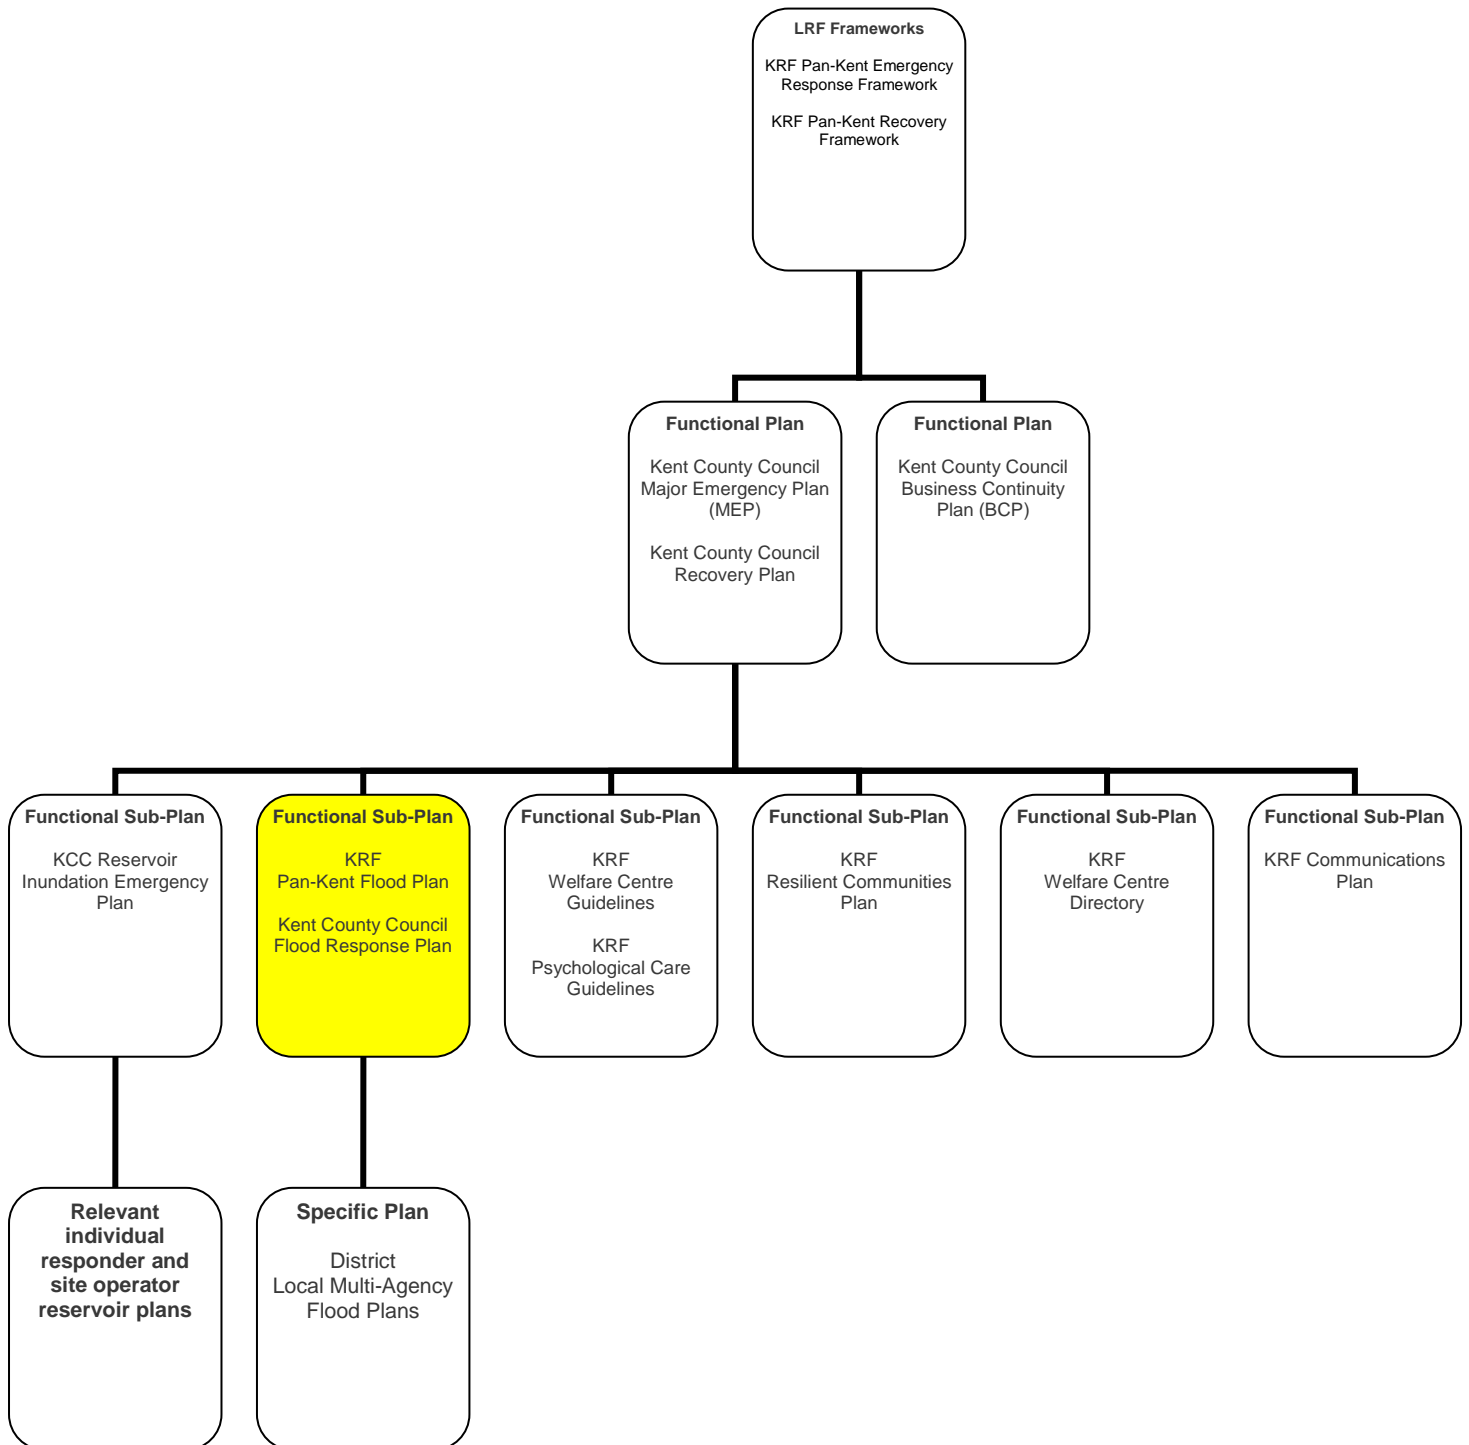 LRF Frameworks
KRF Pan-Kent Emergency
Response Framework
KRF Pan-Kent Recovery
Framework
Functional Plan
Kent County Council
Major Emergency Plan
(MEP)
Kent County Council
Recovery Plan
Functional Plan
Kent County Council
Business Continuity
Plan (BCP)
Functional Sub-Plan
KCC Reservoir
Inundation Emergency
Plan
Functional Sub-Plan
KRF
Pan-Kent Flood Plan
Kent County Council
Flood Response Plan
Functional Sub-Plan
KRF
Welfare Centre
Guidelines
KRF
Psychological Care
Guidelines
Functional Sub-Plan
KRF
Resilient Communities
Plan
Functional Sub-Plan
KRF
Welfare Centre
Directory
Functional Sub-Plan
KRF Communications
Plan
Relevant
individual
responder and
site operator
reservoir plans
Specific Plan
District
Local Multi-Agency
Flood Plans